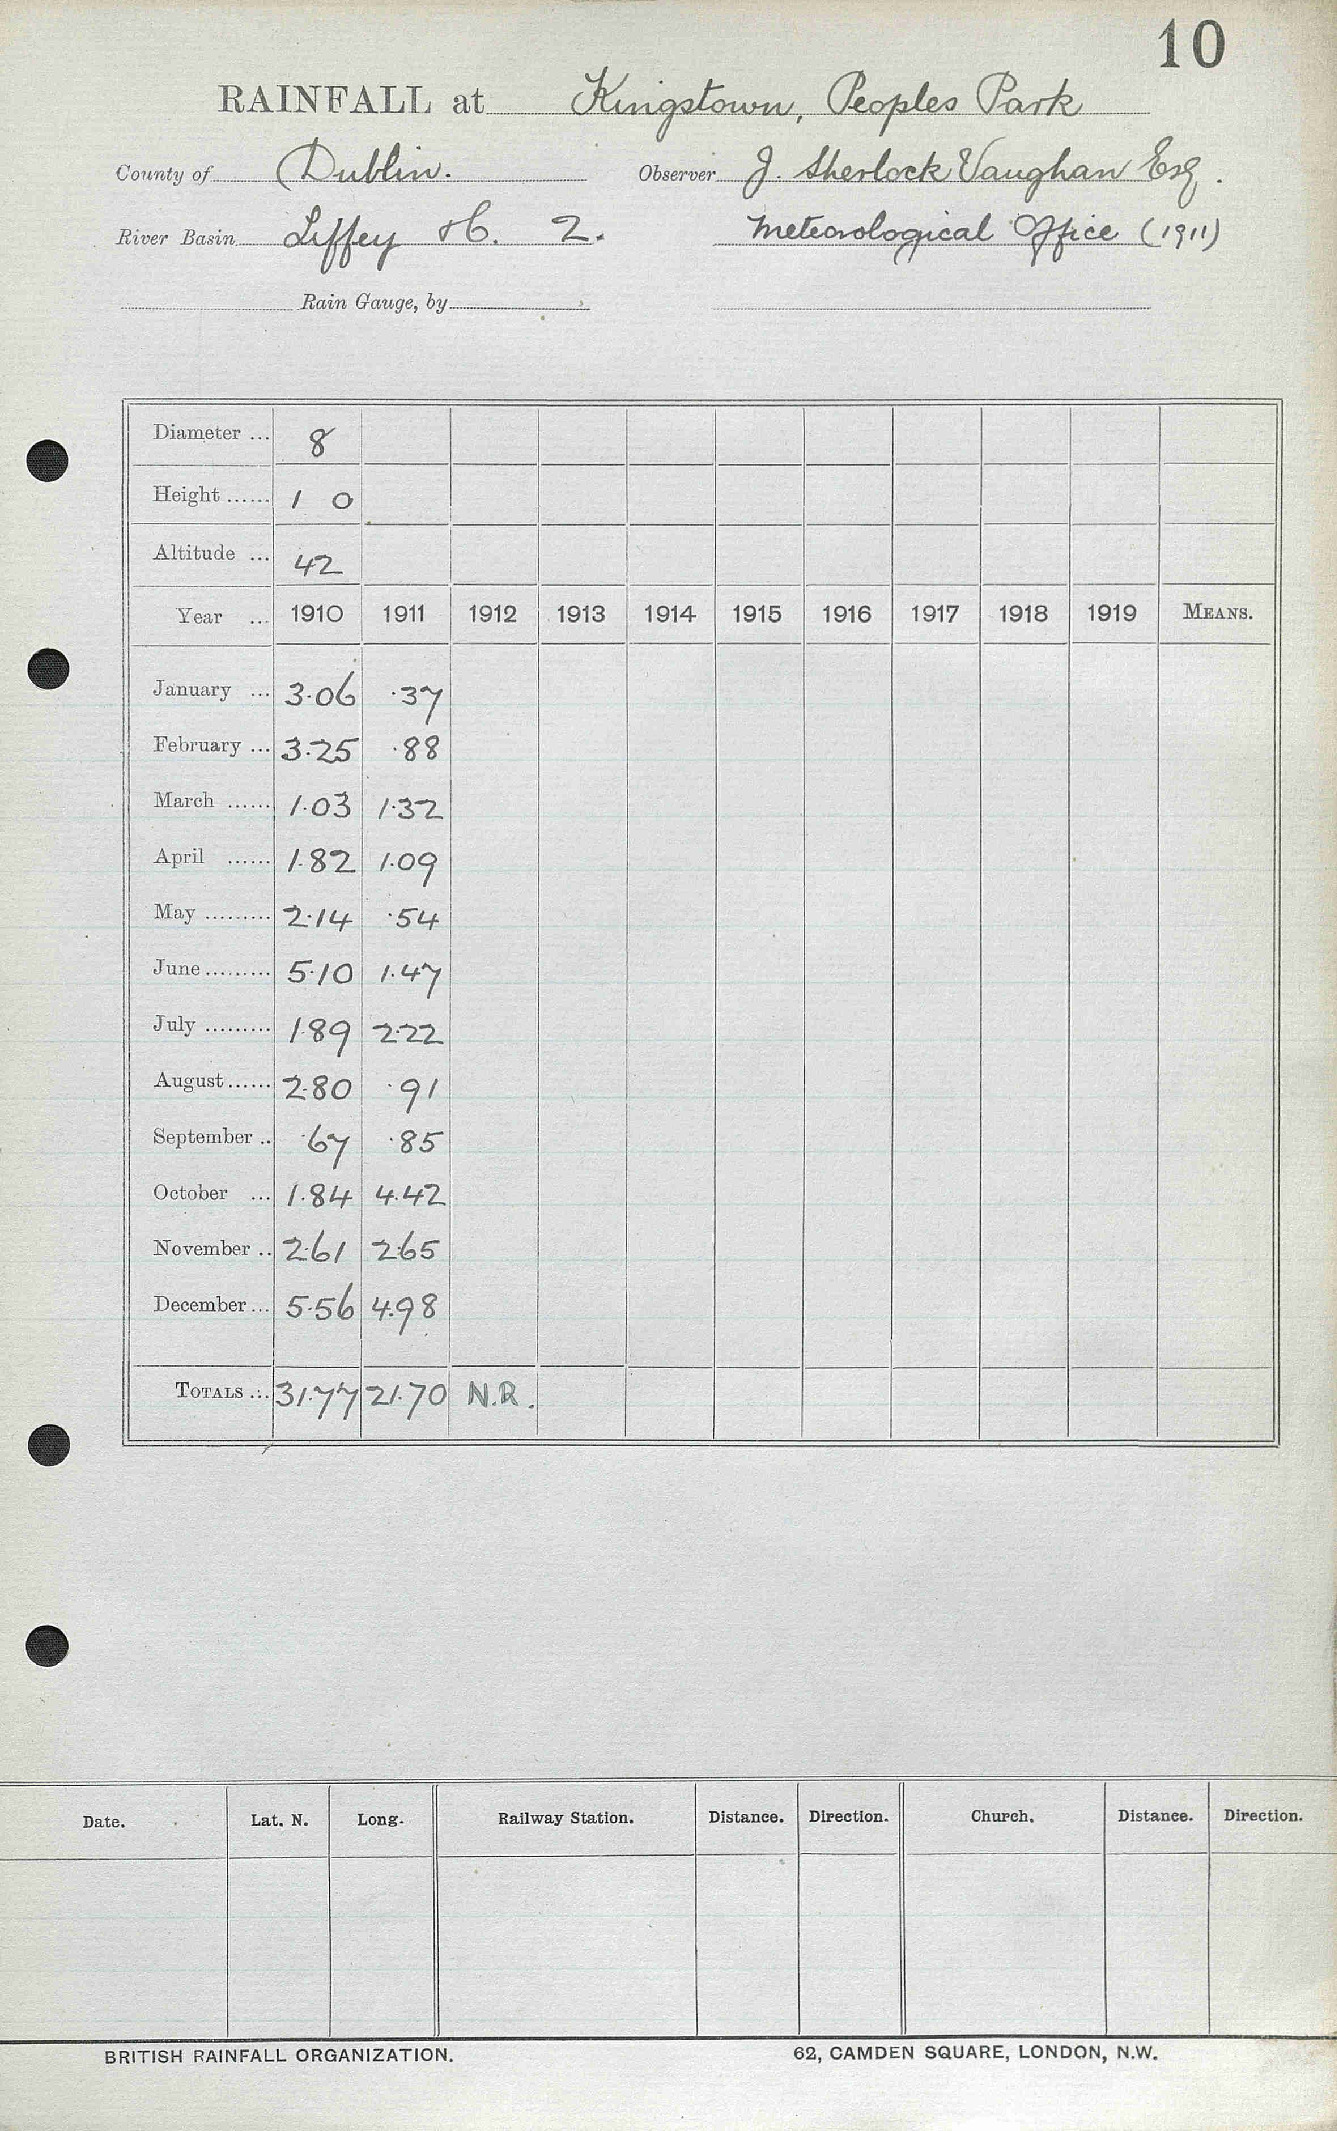 10
RAINFALL at Kingstown, Peoples Park
County of Dublin. Observer J. Sherlock Vaughan Esq.
River Basin Liffey 2. Meteorological Office (1911)
Rain Gauge, by
Diameter ... 8
Height ...... 1 0
Altitude ... 42
Year ... 1910 1911 1912 1913 1914 1915 1916 1917 1918 1919 MEANS.
January ... 3.06 .37
February ... 3.25 .88
March ...... 1.03 1.32
April ...... 1.82 1.09
May ......... 2.14 .54
June ......... 5.10 1.47
July ......... 1.89 2.22
August ...... 2.80 .91
September .. .67 .85
October ... 1.84 4.42
November .. 2.61 2.65
December ... 5.56 4.98
TOTALS ... 31.77 21.70 N.R.
Date. Lat. N. Long. Railway Station. Distance. Direction. Church. Distance. Direction.
BRITISH RAINFALL ORGANIZATION. 62, CAMDEN SQUARE, LONDON, N.W.